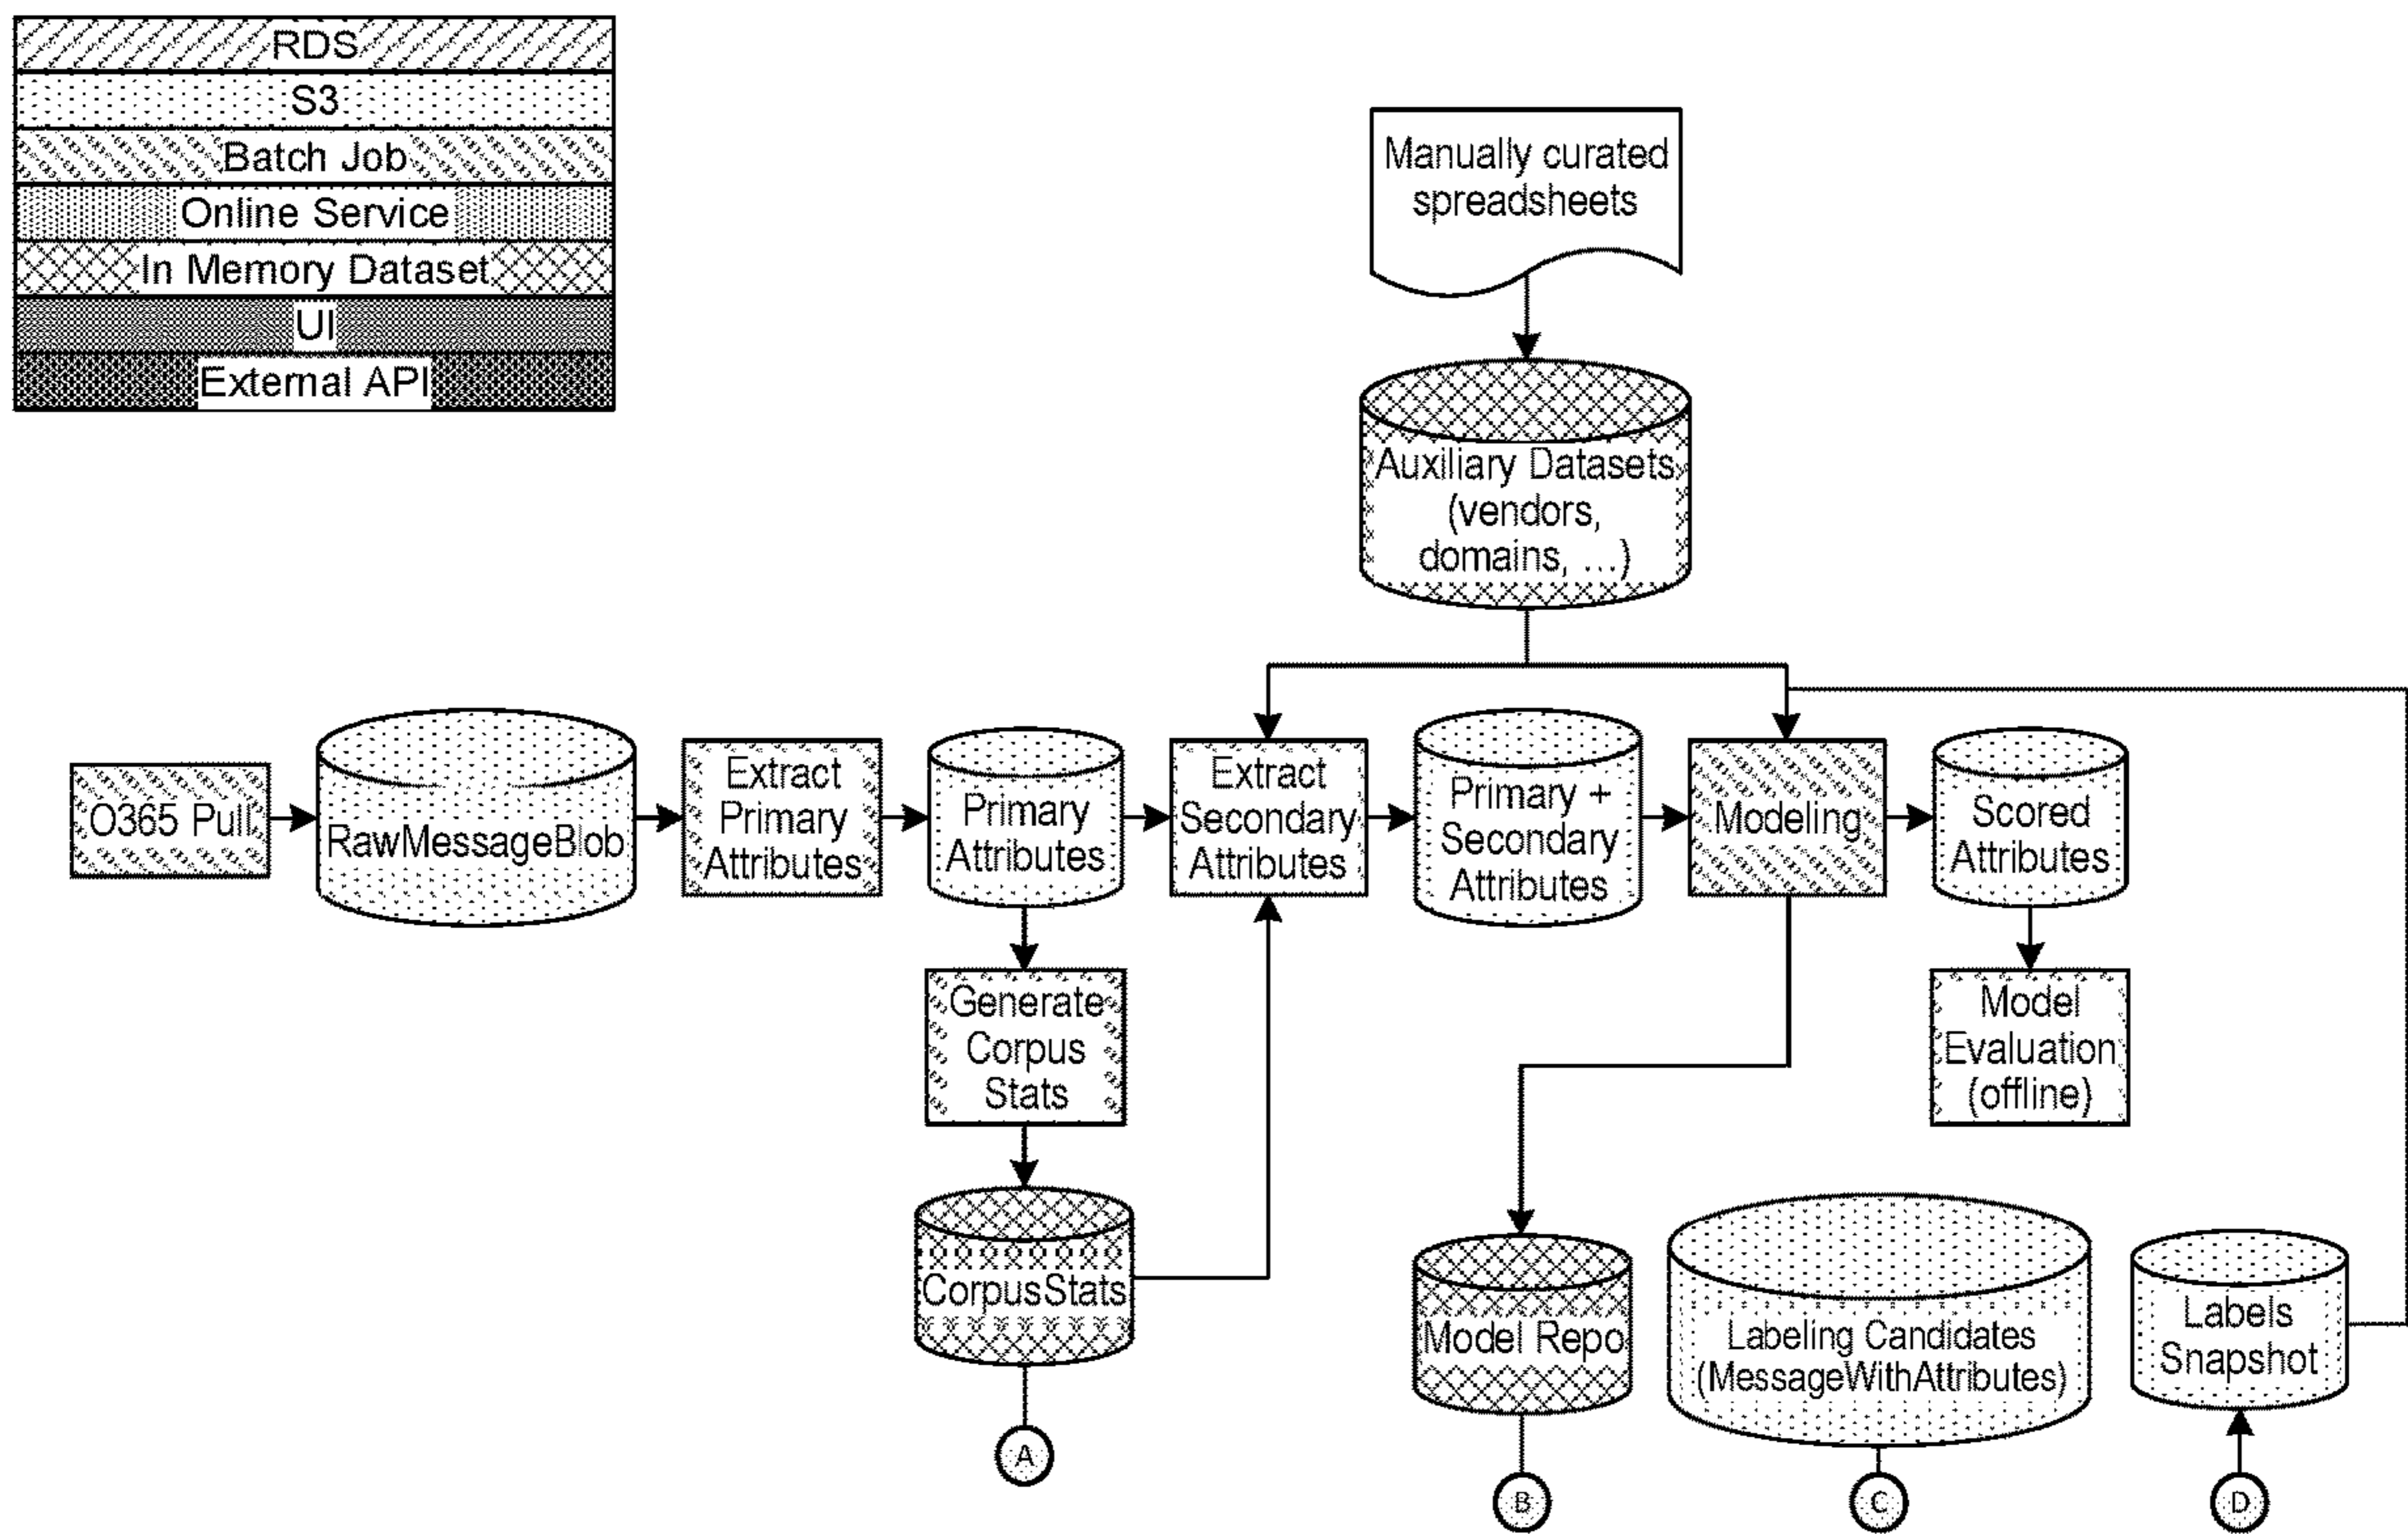 RDS
S3
Batch Job
Online Service
In Memory Dataset
UI
External API
Manually curated
spreadsheets
Auxiliary Datasets
(vendors,
domains, ...)
O365 Pull
RawMessageBlob
Extract
Primary
Attributes
Primary
Attributes
Extract
Secondary
Attributes
Primary +
Secondary
Attributes
Modeling
Scored
Attributes
Generate
Corpus
Stats
Model
Evaluation
(offline)
CorpusStats
Model Repo
Labeling Candidates
(MessageWithAttributes)
Labels
Snapshot
A
B
C
D